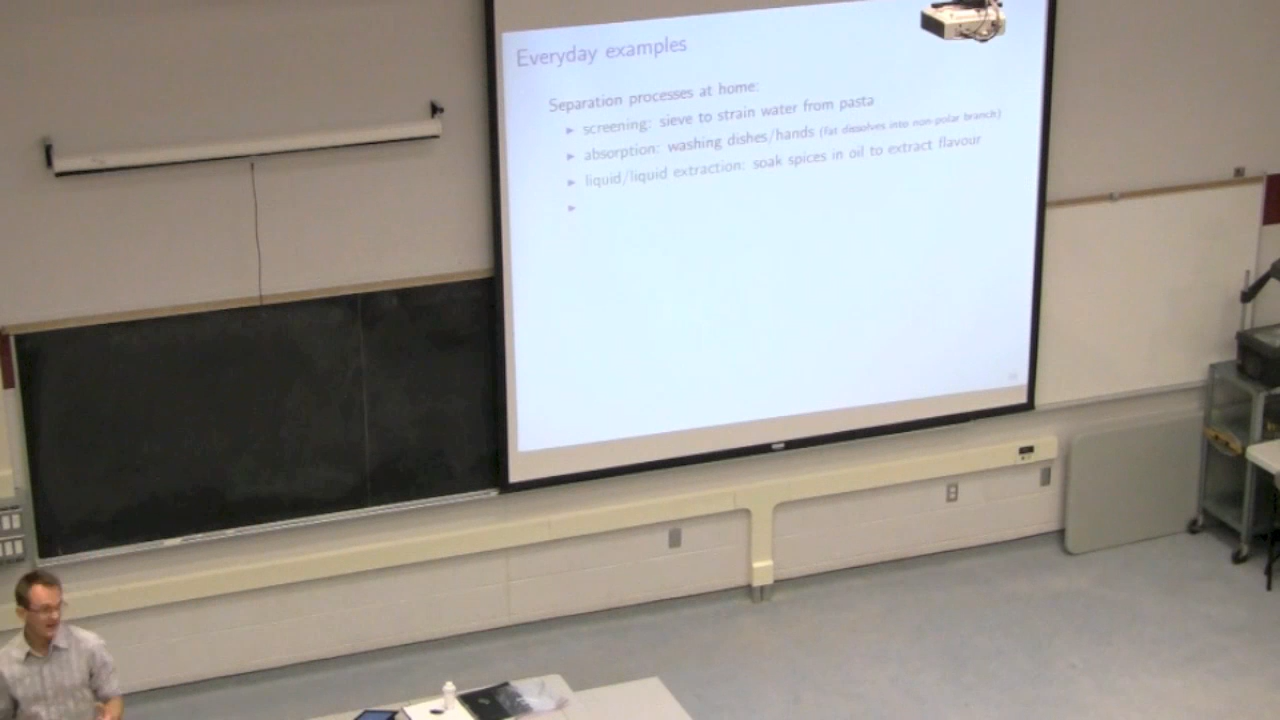 Everyday examples
Separation processes at home:
▶ screening: sieve to strain water from pasta
▶ absorption: washing dishes/hands (fat dissolves into non-polar branch)
▶ liquid/liquid extraction: soak spices in oil to extract flavour
▶